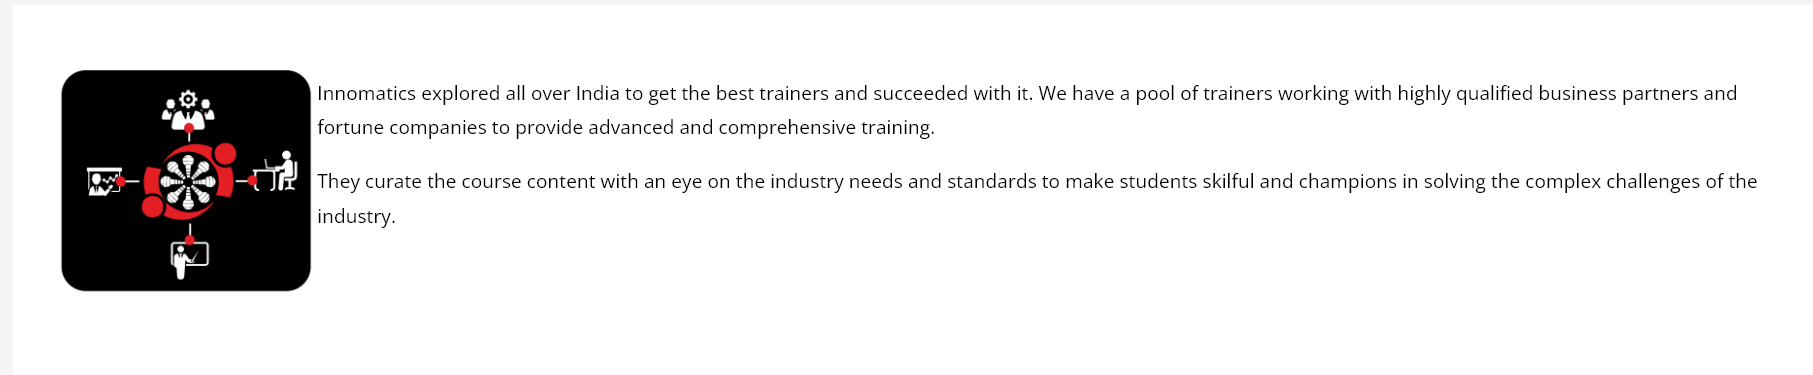 Innomatics explored all over India to get the best trainers and succeeded with it. We have a pool of trainers working with highly qualified business partners and
fortune companies to provide advanced and comprehensive training.
They curate the course content with an eye on the industry needs and standards to make students skilful and champions in solving the complex challenges of the
industry.